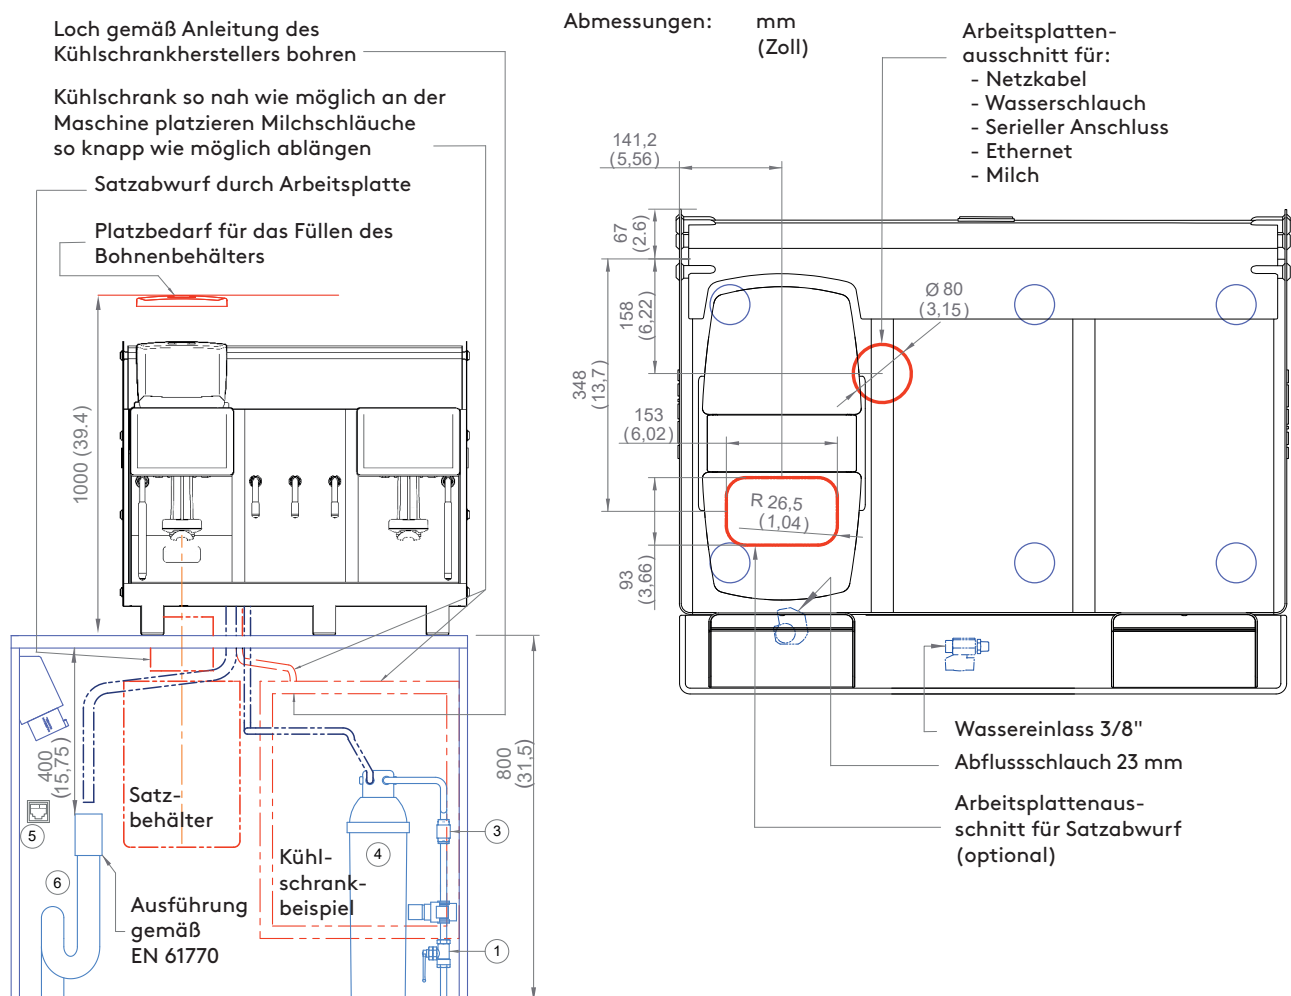 Loch gemäß Anleitung des
Kühlschrankherstellers bohren
Kühlschrank so nah wie möglich an der
Maschine platzieren Milchschläuche
so knapp wie möglich ablängen
Satzabwurf durch Arbeitsplatte
Platzbedarf für das Füllen des
Bohnenbehälters
1000 (39.4)
400
(15,75)
800
(31,5)
Satz-
behälter
Kühl-
schrank-
beispiel
Ausführung
gemäß
EN 61770
5
6
4
3
1
Abmessungen: mm
(Zoll)
Arbeitsplatten-
ausschnitt für:
- Netzkabel
- Wasserschlauch
- Serieller Anschluss
- Ethernet
- Milch
141,2
(5,56)
67
(2.6)
158
(6,22)
348
(13,7)
Ø 80
(3,15)
153
(6,02)
R 26,5
(1,04)
93
(3,66)
Wassereinlass 3/8"
Abflussschlauch 23 mm
Arbeitsplattenaus-
schnitt für Satzabwurf
(optional)